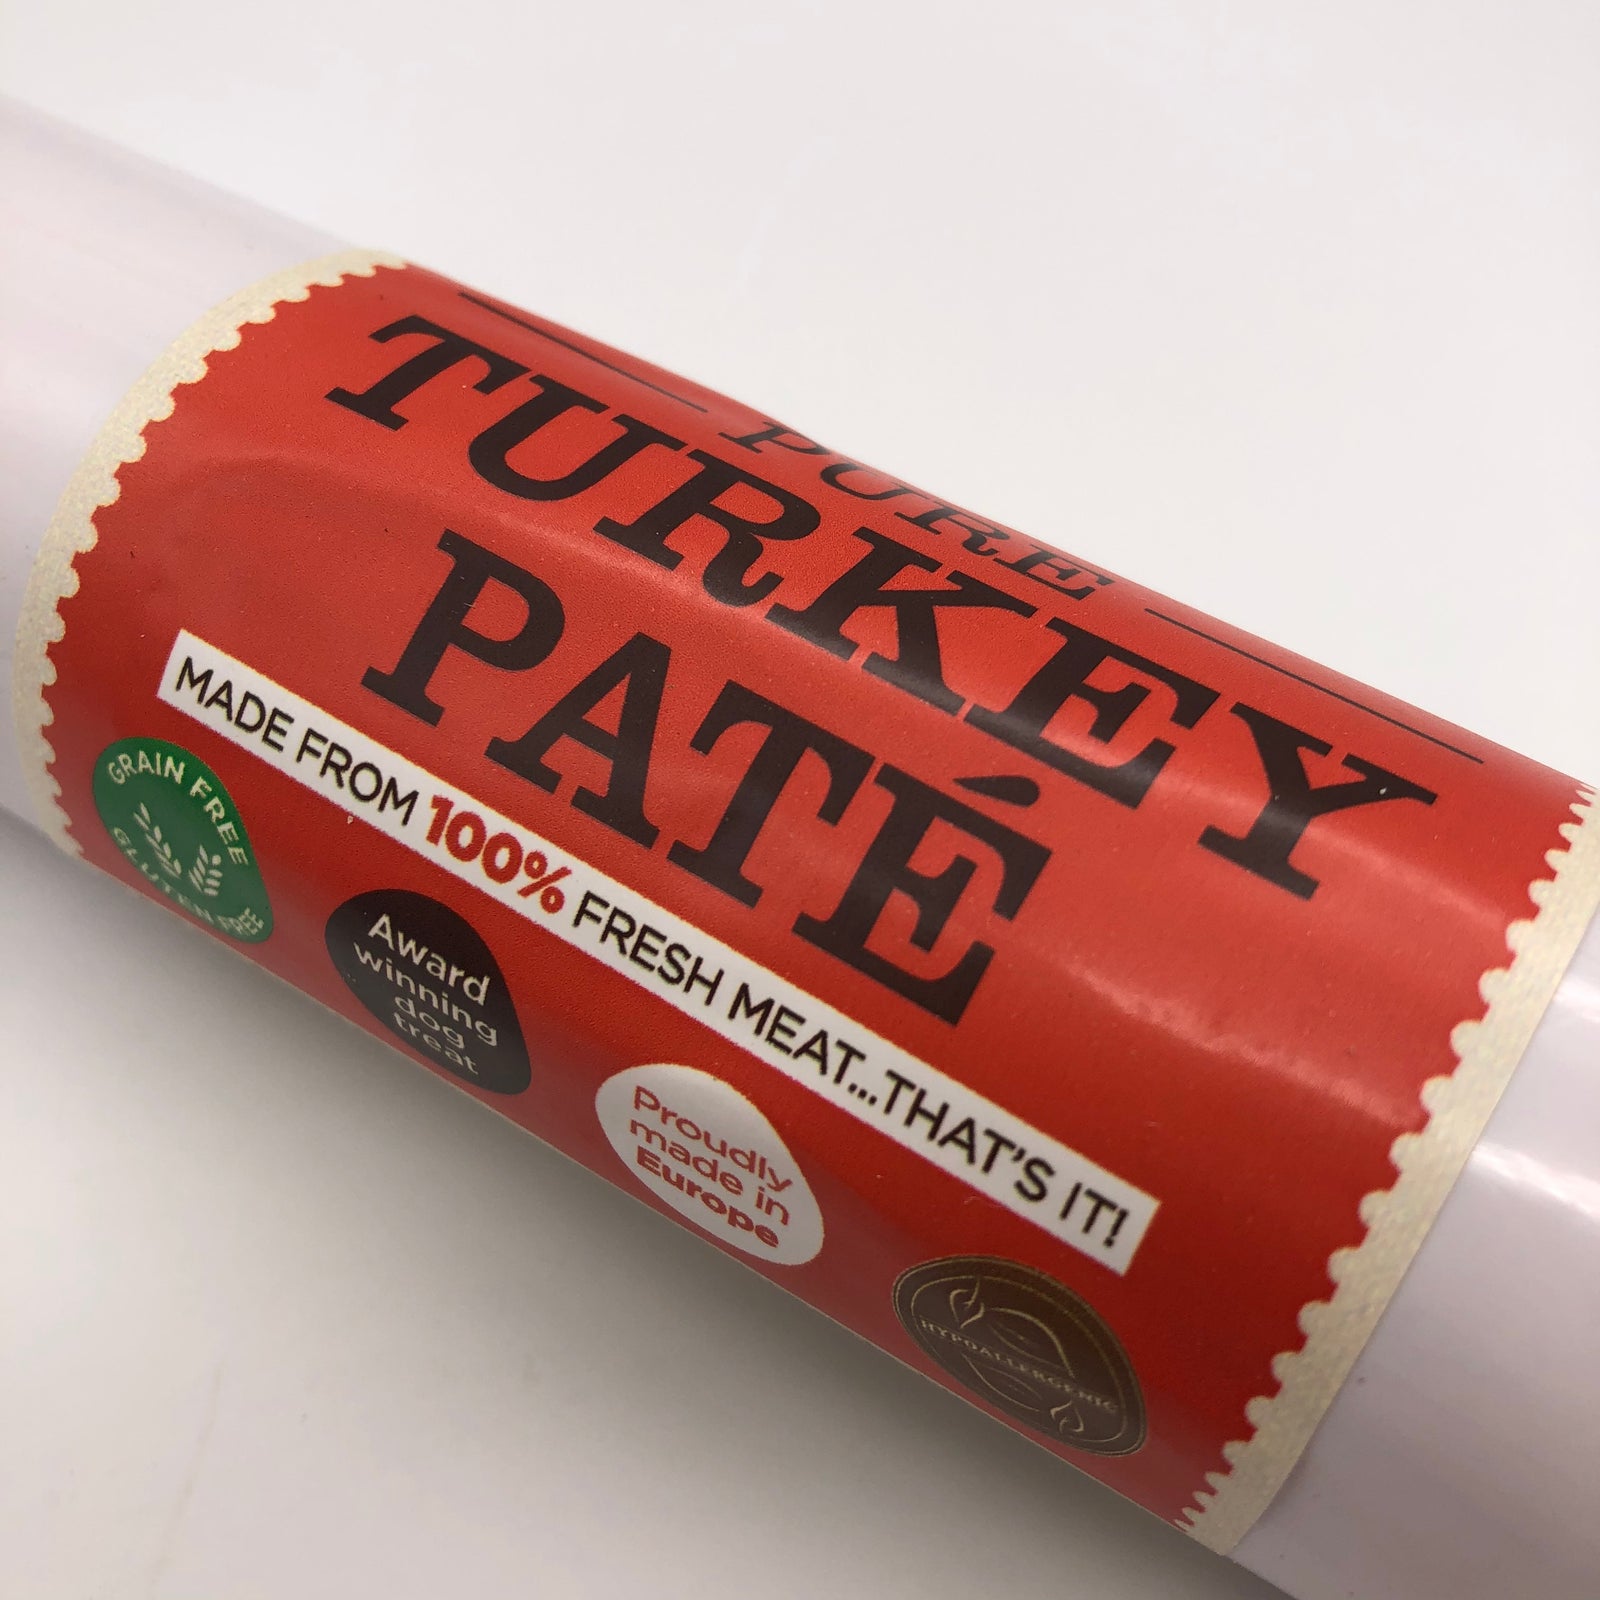 PURE
TURKEY
PATÉ
MADE FROM 100% FRESH MEAT...THAT'S IT!
GRAIN FREE
GLUTEN FREE
Award
winning
dog
treat
Proudly
made in
Europe
HYPOALLERGENIC